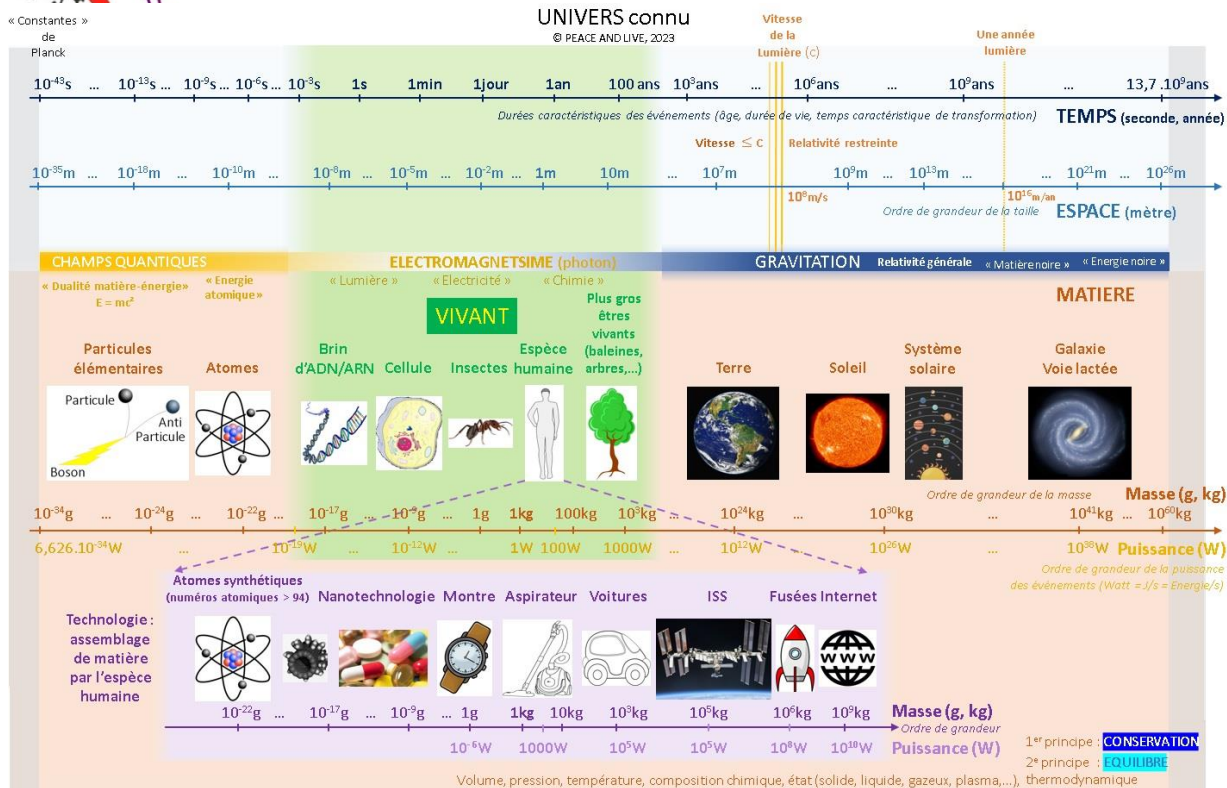 « Constantes »
de
Planck
UNIVERS connu
© PEACE AND LIVE, 2023
Vitesse
de la
Lumière (c)
Une année
lumière
10⁻⁴³s ... 10⁻¹³s ... 10⁻⁹s ... 10⁻⁶s ... 10⁻³s 1s 1min 1jour 1an 100 ans 10³ans ... 10⁶ans ... 10⁹ans ... 13,7.10⁹ans
Durées caractéristiques des événements (âge, durée de vie, temps caractéristique de transformation)
TEMPS (seconde, année)
Vitesse ≤ C
Relativité restreinte
10⁻³⁵m ... 10⁻¹⁸m ... 10⁻¹⁰m ... 10⁻⁸m ... 10⁻⁵m ... 10⁻²m ... 1m 10m ... 10⁷m 10⁹m ... 10¹³m ... 10²¹m ... 10²⁶m
10⁸m/s
10¹⁶m/an
Ordre de grandeur de la taille
ESPACE (mètre)
CHAMPS QUANTIQUES
ELECTROMAGNETSIME (photon)
GRAVITATION
Relativité générale
« Matière noire »
« Energie noire »
« Dualité matière-énergie»
E = mc²
« Energie
atomique »
« Lumière »
« Electricité »
« Chimie »
MATIERE
VIVANT
Particules
élémentaires
Atomes
Brin
d'ADN/ARN
Cellule
Insectes
Espèce
humaine
Plus gros
êtres
vivants
(baleines,
arbres,...)
Terre
Soleil
Système
solaire
Galaxie
Voie lactée
Particule
Anti
Particule
Boson
Ordre de grandeur de la masse
Masse (g, kg)
10⁻³⁴g ... 10⁻²⁴g ... 10⁻²²g ... 10⁻¹⁷g ... 10⁻⁹g ... 1g 1kg 100kg 10³kg ... 10²⁴kg ... 10³⁰kg ... 10⁴¹kg ... 10⁶⁰kg
6,626.10⁻³⁴W ... 10⁻¹⁹W ... 10⁻¹²W ... 1W 100W 1000W ... 10¹²W ... 10²⁶W ... 10³⁸W Puissance (W)
Ordre de grandeur de la puissance
des événements (Watt = J/s = Energie/s)
Technologie :
assemblage
de matière
par l'espèce
humaine
Atomes synthétiques
(numéros atomiques > 94)
Nanotechnologie
Montre
Aspirateur
Voitures
ISS
Fusées
Internet
WWW
10⁻²²g ... 10⁻¹⁷g ... 10⁻⁹g ... 1g 1kg 10kg 10³kg 10⁵kg 10⁶kg 10⁹kg
Masse (g, kg)
Ordre de grandeur
10⁻⁶W 1000W 10⁵W 10⁵W 10⁸W 10¹⁰W
Puissance (W)
1ᵉʳ principe : CONSERVATION
2ᵉ principe : EQUILIBRE
thermodynamique
Volume, pression, température, composition chimique, état (solide, liquide, gazeux, plasma,...),